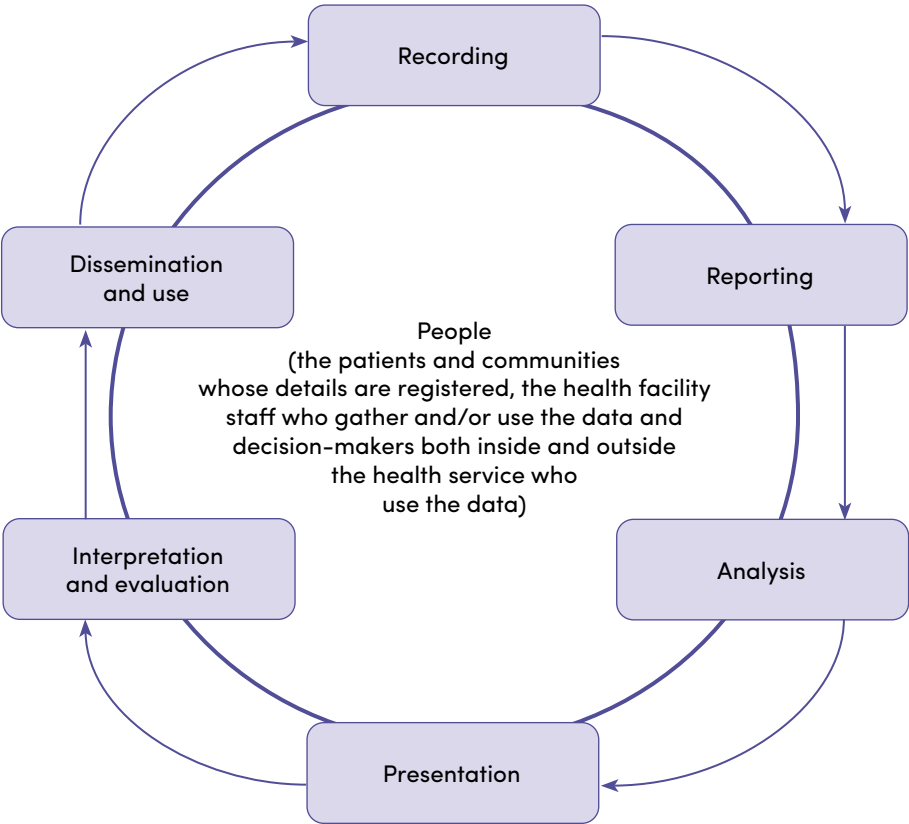 Recording
Reporting
Analysis
Presentation
Interpretation
and evaluation
Dissemination
and use
People
(the patients and communities
whose details are registered, the health facility
staff who gather and/or use the data and
decision-makers both inside and outside
the health service who
use the data)